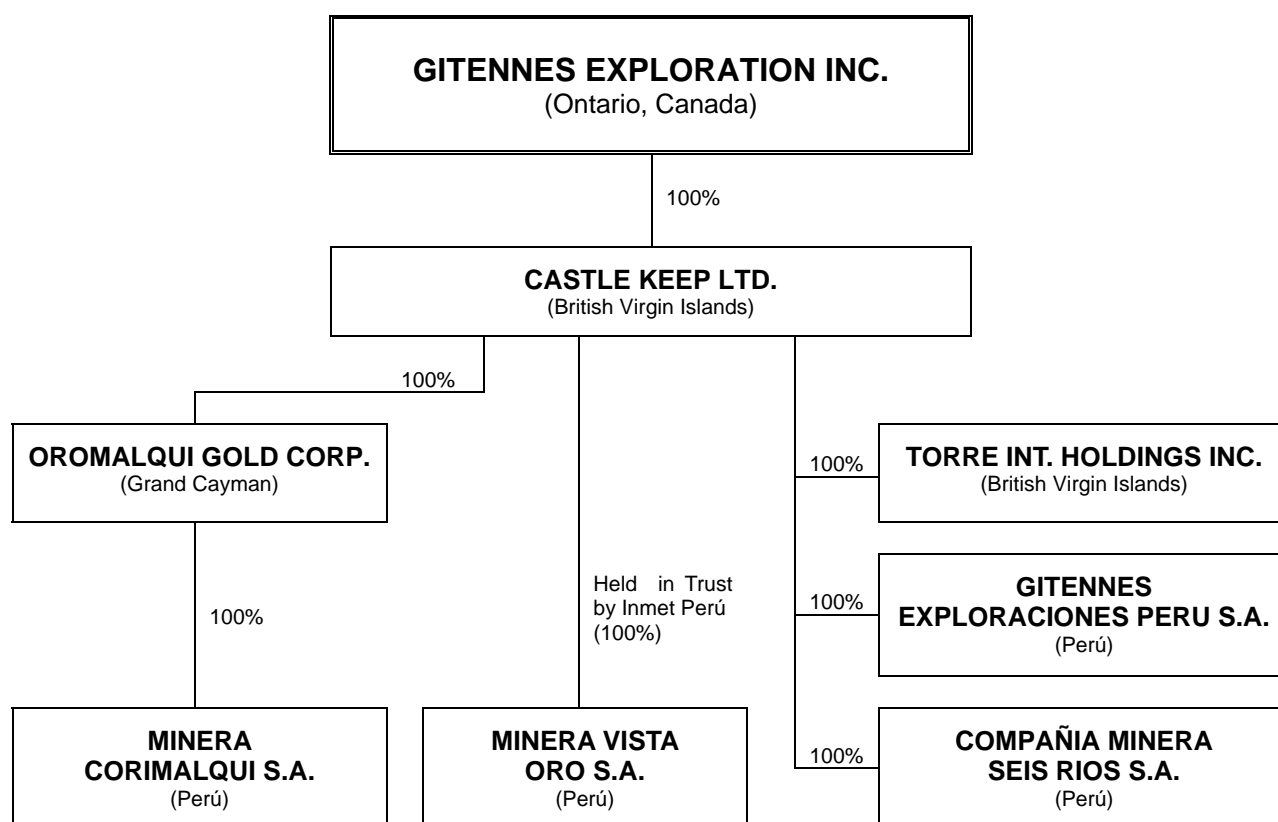 GITENNES EXPLORATION INC.
(Ontario, Canada)
100%
CASTLE KEEP LTD.
(British Virgin Islands)
100%
OROMALQUI GOLD CORP.
(Grand Cayman)
100%
TORRE INT. HOLDINGS INC.
(British Virgin Islands)
100%
Held in Trust
by Inmet Perú
(100%)
100%
GITENNES
EXPLORACIONES PERU S.A.
(Perú)
MINERA
CORIMALQUI S.A.
(Perú)
MINERA VISTA
ORO S.A.
(Perú)
100%
COMPAÑIA MINERA
SEIS RIOS S.A.
(Perú)